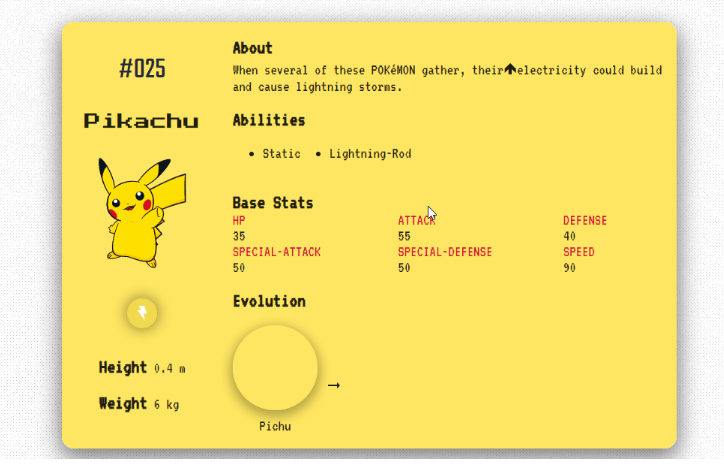 #025
Pikachu
Height 0.4 m
Weight 6 kg
About
When several of these POKéMON gather, their🡹electricity could build
and cause lightning storms.
Abilities
• Static • Lightning-Rod
Base Stats
HP ATTACK DEFENSE
35 55 40
SPECIAL-ATTACK SPECIAL-DEFENSE SPEED
50 50 90
Evolution
→
Pichu